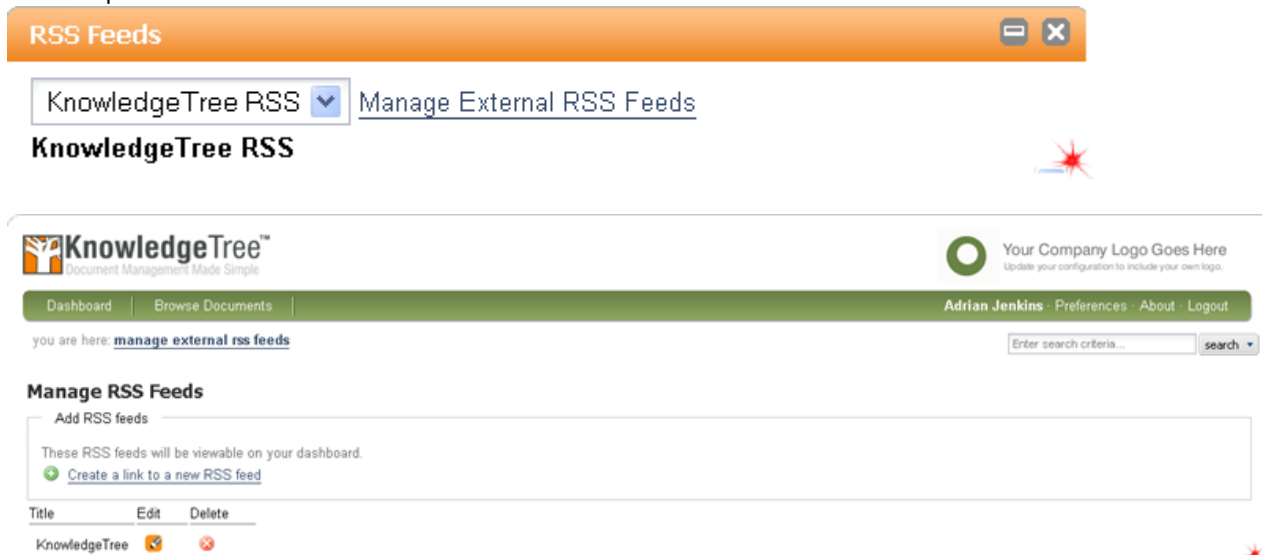 RSS Feeds
KnowledgeTree RSS Manage External RSS Feeds
KnowledgeTree RSS
KnowledgeTree™
Document Management Made Simple
Your Company Logo Goes Here
Update your configuration to include your own logo.
Dashboard Browse Documents Adrian Jenkins · Preferences · About · Logout
you are here: manage external rss feeds Enter search criteria... search
Manage RSS Feeds
Add RSS feeds
These RSS feeds will be viewable on your dashboard.
Create a link to a new RSS feed
Title Edit Delete
KnowledgeTree